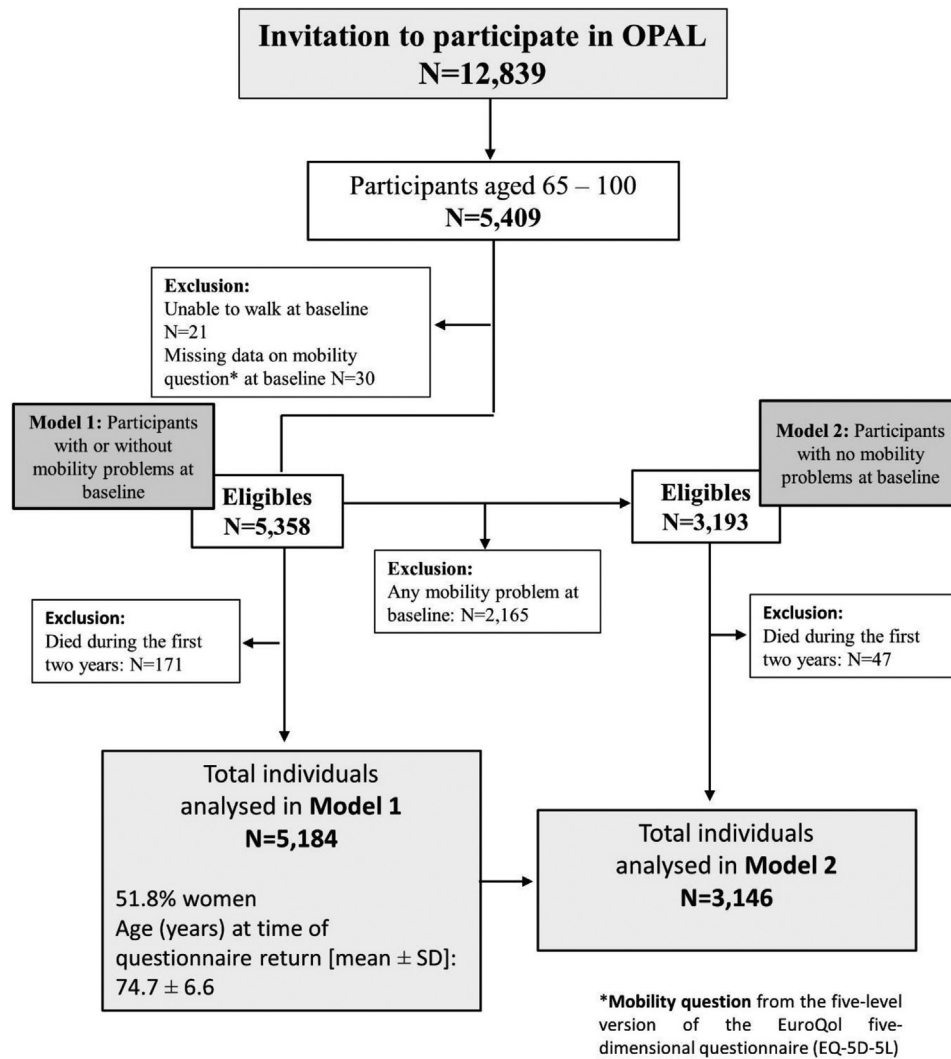 Invitation to participate in OPAL
N=12,839
Participants aged 65 – 100
N=5,409
Exclusion:
Unable to walk at baseline
N=21
Missing data on mobility
question* at baseline N=30
Model 1: Participants
with or without
mobility problems at
baseline
Model 2: Participants
with no mobility
problems at baseline
Eligibles
N=5,358
Eligibles
N=3,193
Exclusion:
Any mobility problem at
baseline: N=2,165
Exclusion:
Died during the first
two years: N=171
Exclusion:
Died during the first
two years: N=47
Total individuals
analysed in Model 1
N=5,184
51.8% women
Age (years) at time of
questionnaire return [mean ± SD]:
74.7 ± 6.6
Total individuals
analysed in Model 2
N=3,146
*Mobility question from the five-level
version of the EuroQol five-
dimensional questionnaire (EQ-5D-5L)